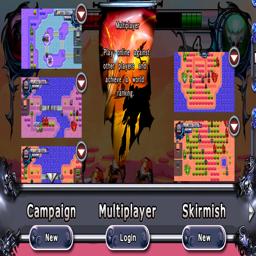 Multiplayer
Play online against
other players and
achieve a world
ranking.
Campaign
Multiplayer
Skirmish
New
Login
New